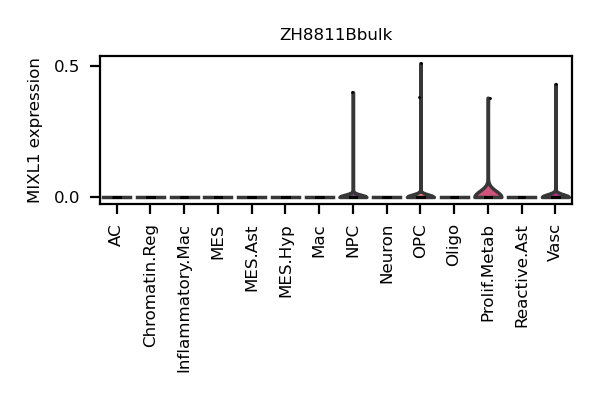 ZH8811Bbulk
MIXL1 expression
0.5
0.0
AC
Chromatin.Reg
Inflammatory.Mac
MES
MES.Ast
MES.Hyp
Mac
NPC
Neuron
OPC
Oligo
Prolif.Metab
Reactive.Ast
Vasc